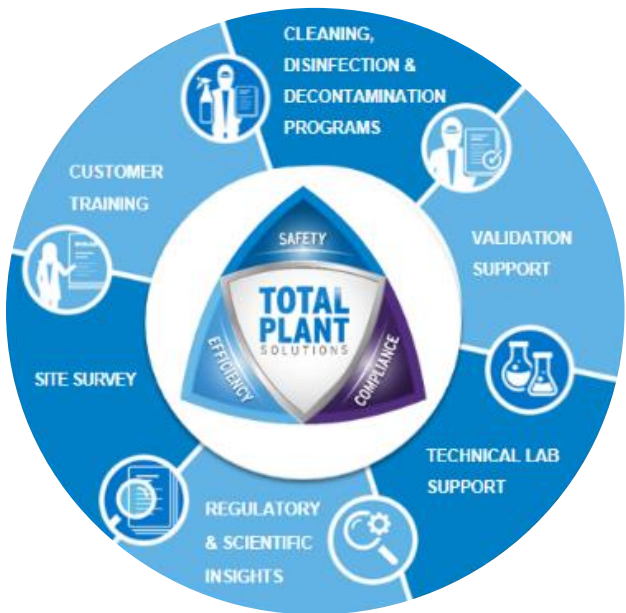 CLEANING,
DISINFECTION &
DECONTAMINATION
PROGRAMS
CUSTOMER
TRAINING
VALIDATION
SUPPORT
SAFETY
TOTAL
PLANT
SOLUTIONS
EFFICIENCY
COMPLIANCE
SITE SURVEY
TECHNICAL LAB
SUPPORT
REGULATORY
& SCIENTIFIC
INSIGHTS